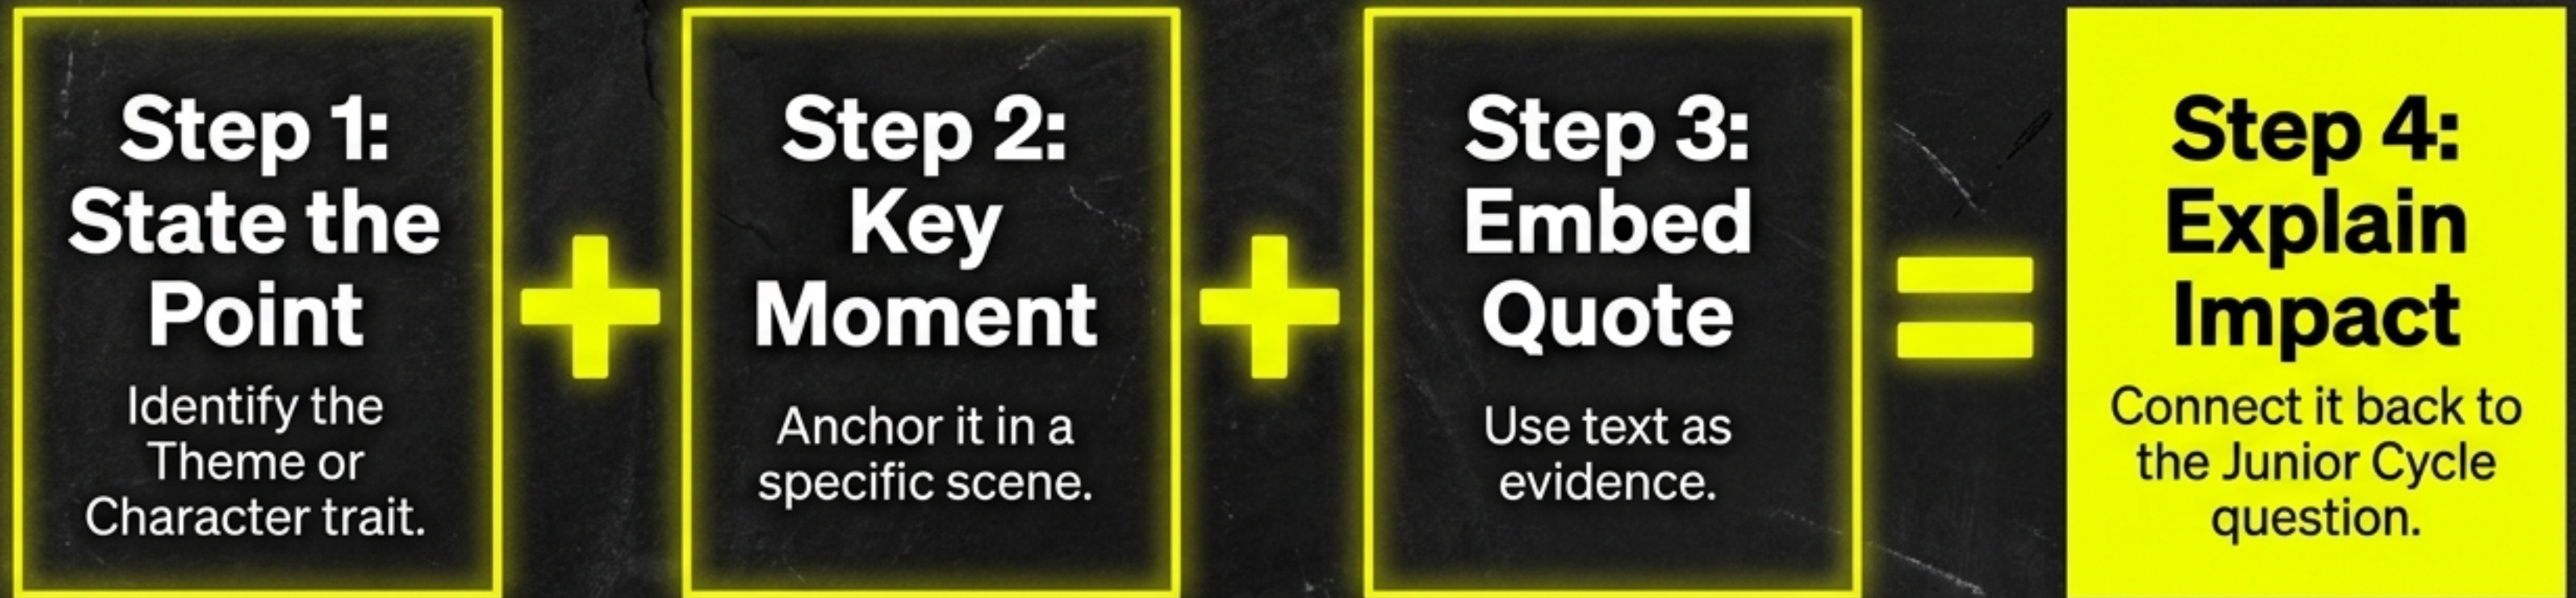 Step 1:
State the
Point
Identify the
Theme or
Character trait.
+
Step 2:
Key
Moment
Anchor it in a
specific scene.
+
Step 3:
Embed
Quote
Use text as
evidence.
=
Step 4:
Explain
Impact
Connect it back to
the Junior Cycle
question.